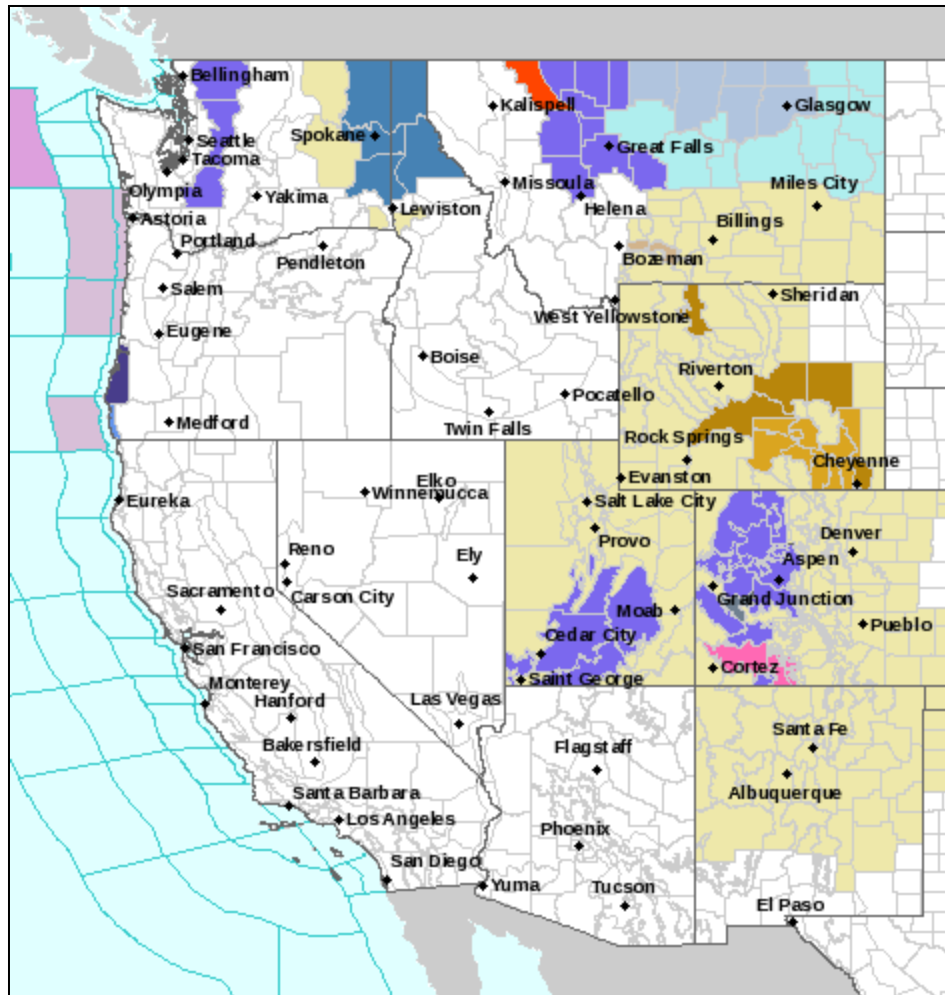 Bellingham
Kalispell
Glasgow
Spokane
Seattle
Great Falls
Tacoma
Olympia
Yakima
Missoula
Miles City
Lewiston
Helena
Astoria
Billings
Portland
Pendleton
Bozeman
Salem
Sheridan
West Yellowstone
Eugene
Boise
Riverton
Pocatello
Medford
Twin Falls
Rock Springs
Cheyenne
Evanston
Elko
Winnemucca
Eureka
Salt Lake City
Provo
Denver
Reno
Ely
Aspen
Sacramento
Carson City
Grand Junction
Moab
Pueblo
Cedar City
San Francisco
Cortez
Saint George
Monterey
Hanford
Las Vegas
Santa Fe
Bakersfield
Flagstaff
Albuquerque
Santa Barbara
Los Angeles
Phoenix
San Diego
Yuma
Tucson
El Paso